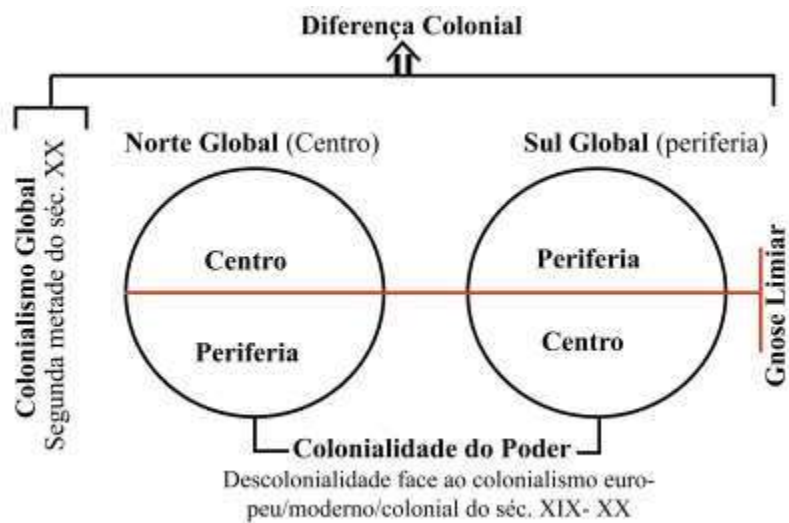 Diferença Colonial
Colonialismo Global
Segunda metade do séc. XX
Norte Global (Centro)
Sul Global (periferia)
Centro
Periferia
Periferia
Centro
Gnose Limiar
Colonialidade do Poder
Descolonialidade face ao colonialismo euro-
peu/moderno/colonial do séc. XIX- XX